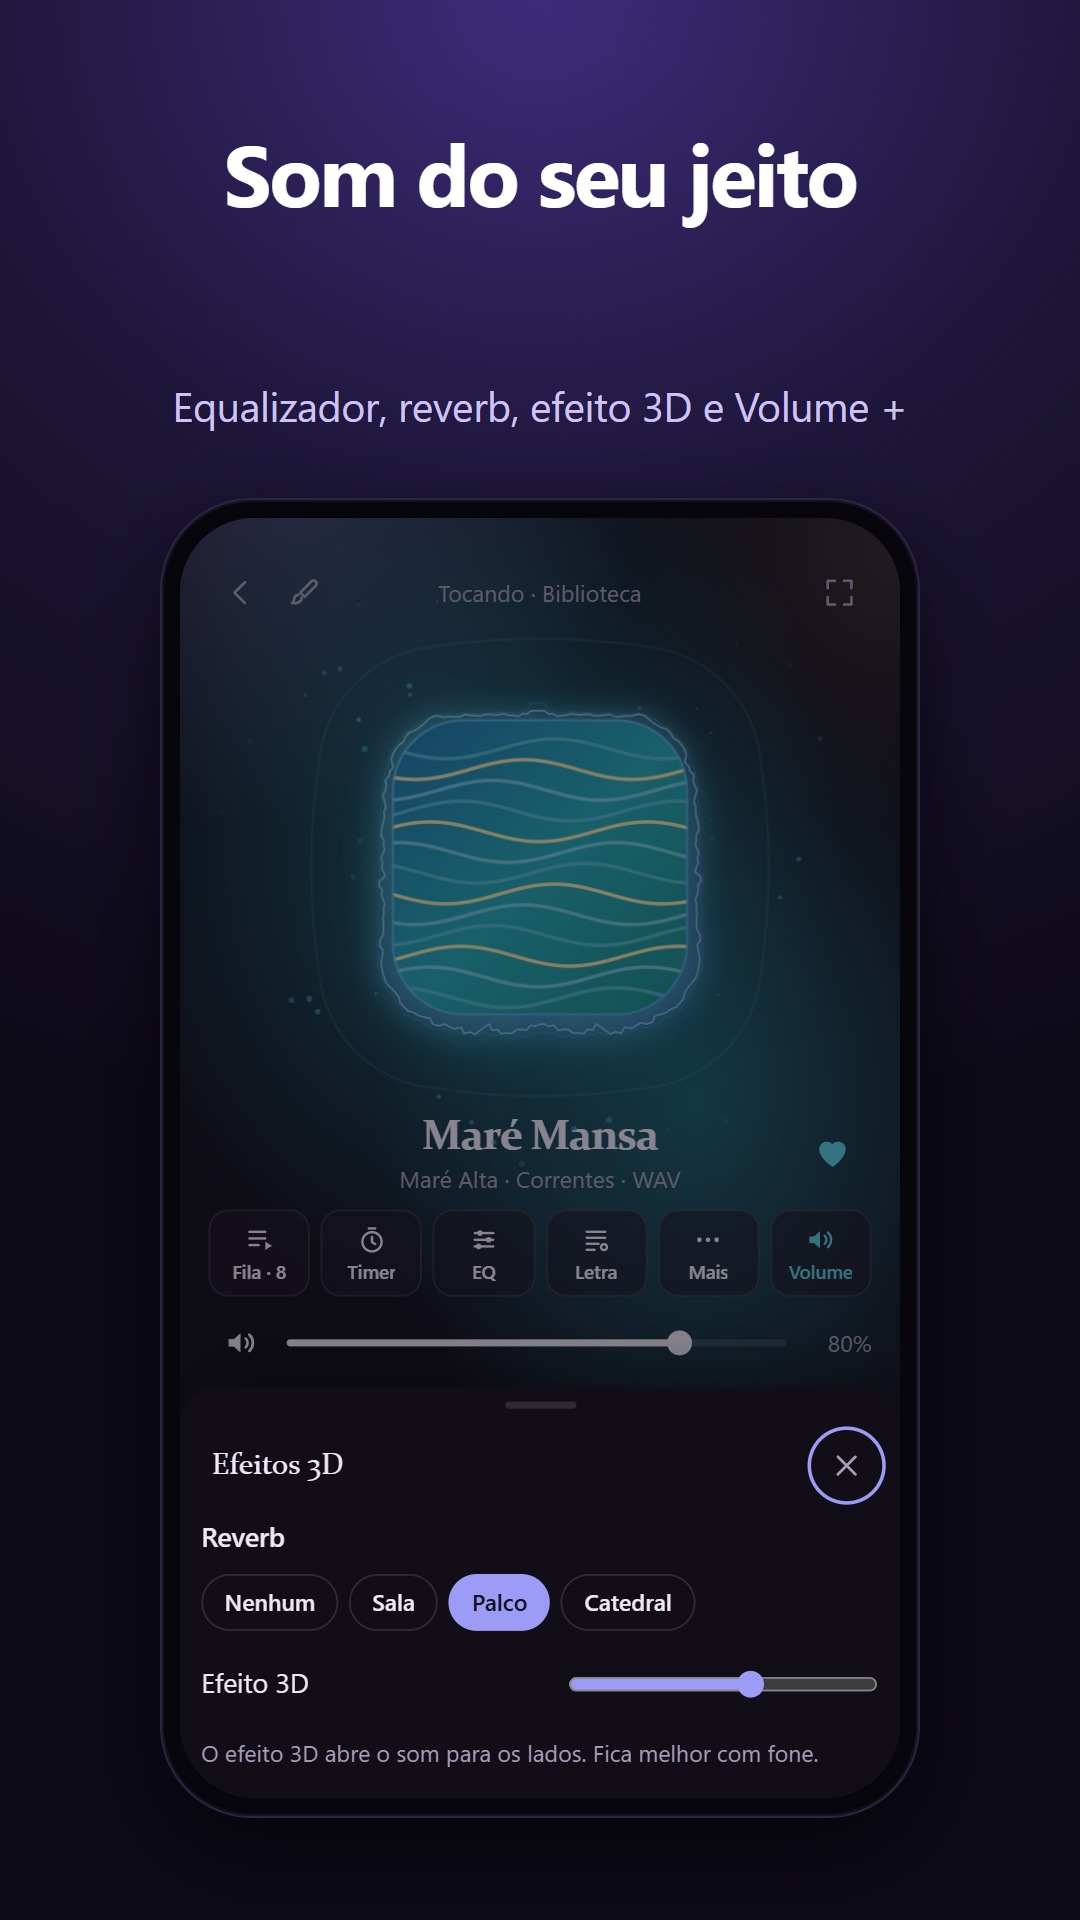 Som do seu jeito
Equalizador, reverb, efeito 3D e Volume +
Tocando · Biblioteca
Maré Mansa
Maré Alta · Correntes · WAV
Fila · 8 Timer EQ Letra Mais Volume
80%
Efeitos 3D
Reverb
Nenhum Sala Palco Catedral
Efeito 3D
O efeito 3D abre o som para os lados. Fica melhor com fone.